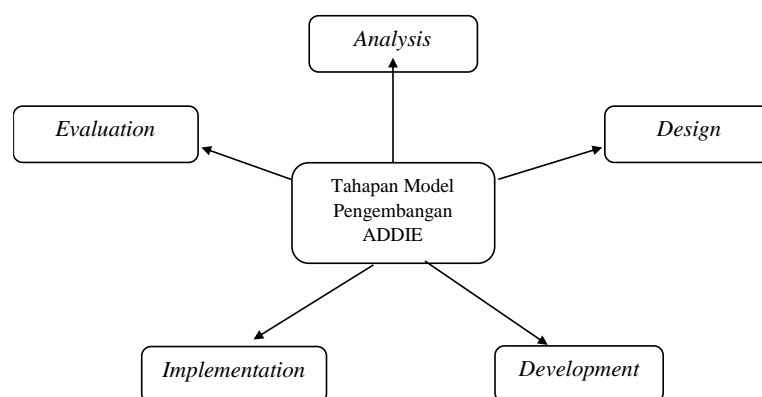 Analysis
Evaluation
Design
Tahapan Model
Pengembangan
ADDIE
Implementation
Development